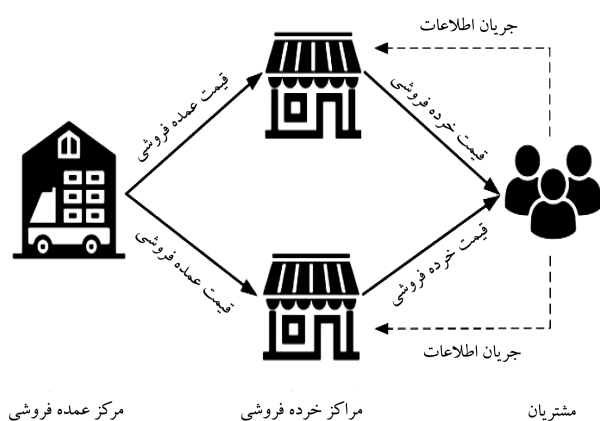 جریان اطلاعات
قیمت عمده فروشی
قیمت خرده فروشی
قیمت عمده فروشی
قیمت خرده فروشی
جریان اطلاعات
مشتریان
مراکز خرده فروشی
مرکز عمده فروشی